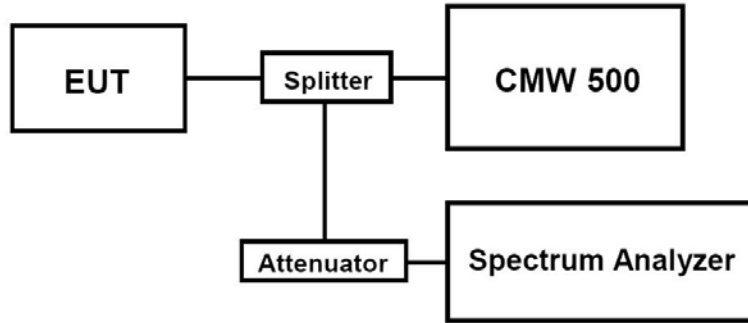 EUT
Splitter
CMW 500
Attenuator
Spectrum Analyzer